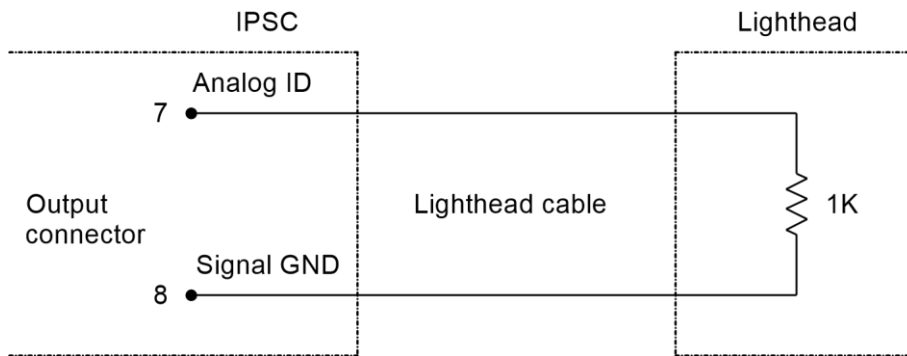 IPSC
Lighthead
Analog ID
7
Output
connector
Lighthead cable
1K
Signal GND
8